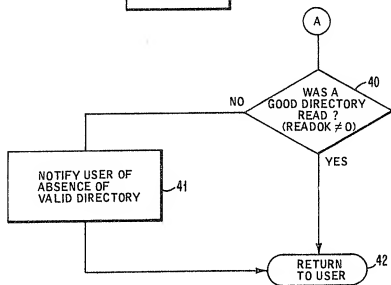 A
40
WAS A
GOOD DIRECTORY
READ ?
(READOK ≠ 0)
NO
YES
NOTIFY USER OF
ABSENCE OF
VALID DIRECTORY
41
RETURN
TO USER
42